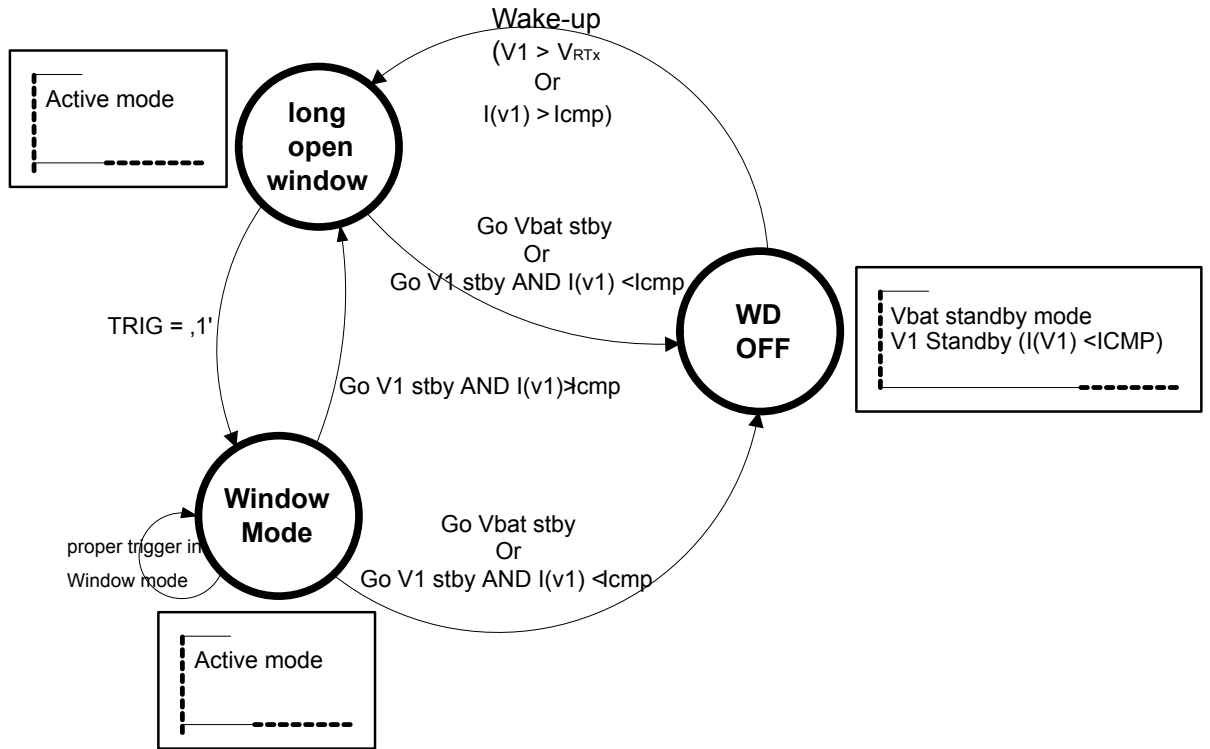 Wake-up
(V1 > VRTx
Or
I(v1) > Icmp)
Active mode
long
open
window
Go Vbat stby
Or
Go V1 stby AND I(v1) <Icmp
WD
OFF
Vbat standby mode
V1 Standby (I(V1) <ICMP)
TRIG = ‚1'
Go V1 stby AND I(v1)>Icmp
Window
Mode
proper trigger in
Window mode
Go Vbat stby
Or
Go V1 stby AND I(v1) <Icmp
Active mode